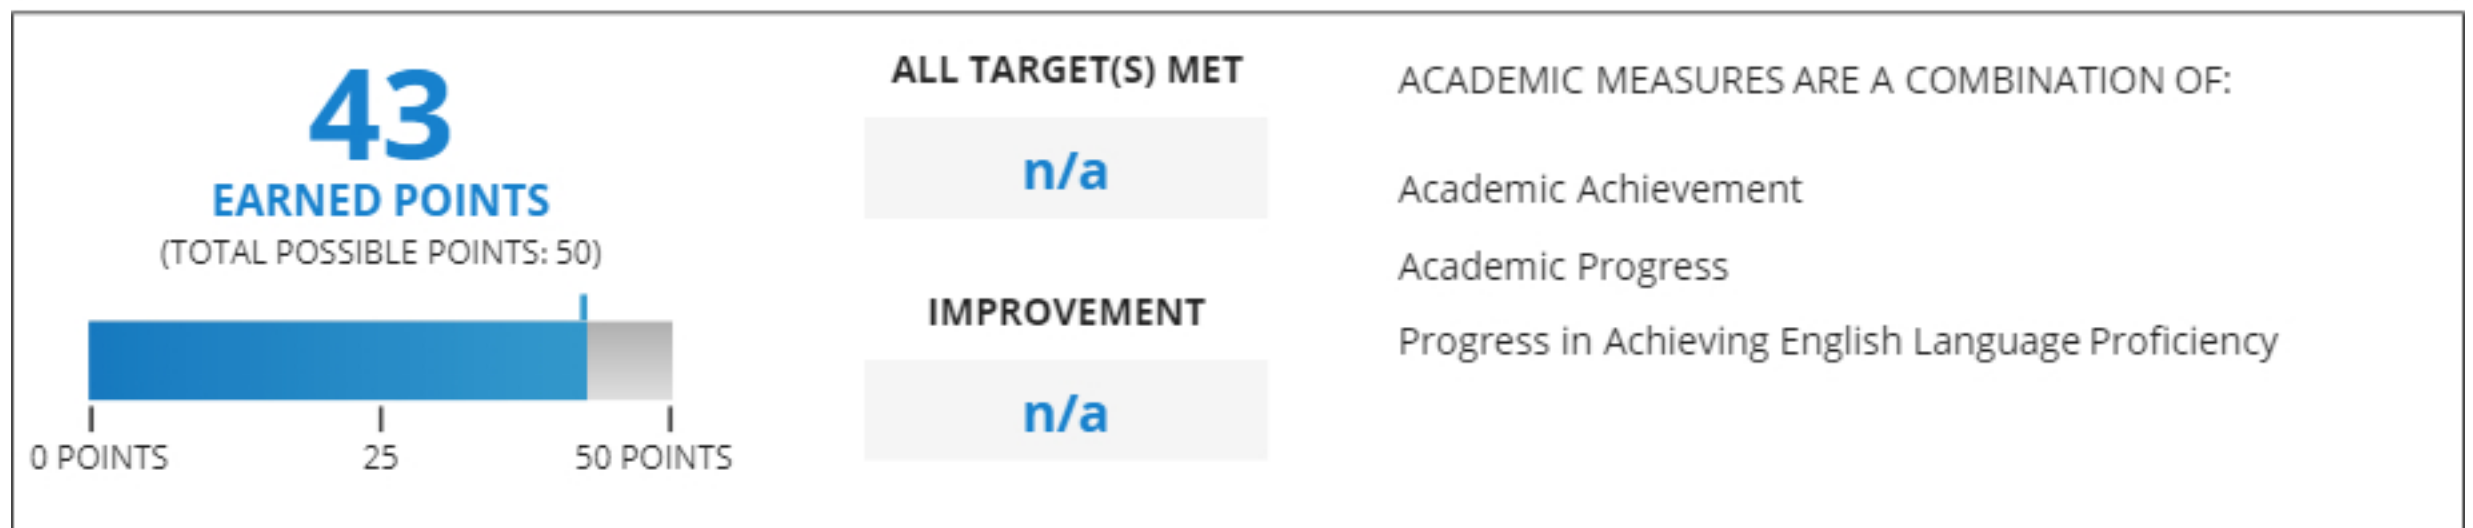 43
EARNED POINTS
(TOTAL POSSIBLE POINTS: 50)
0 POINTS 25 50 POINTS
ALL TARGET(S) MET
n/a
IMPROVEMENT
n/a
ACADEMIC MEASURES ARE A COMBINATION OF:
Academic Achievement
Academic Progress
Progress in Achieving English Language Proficiency